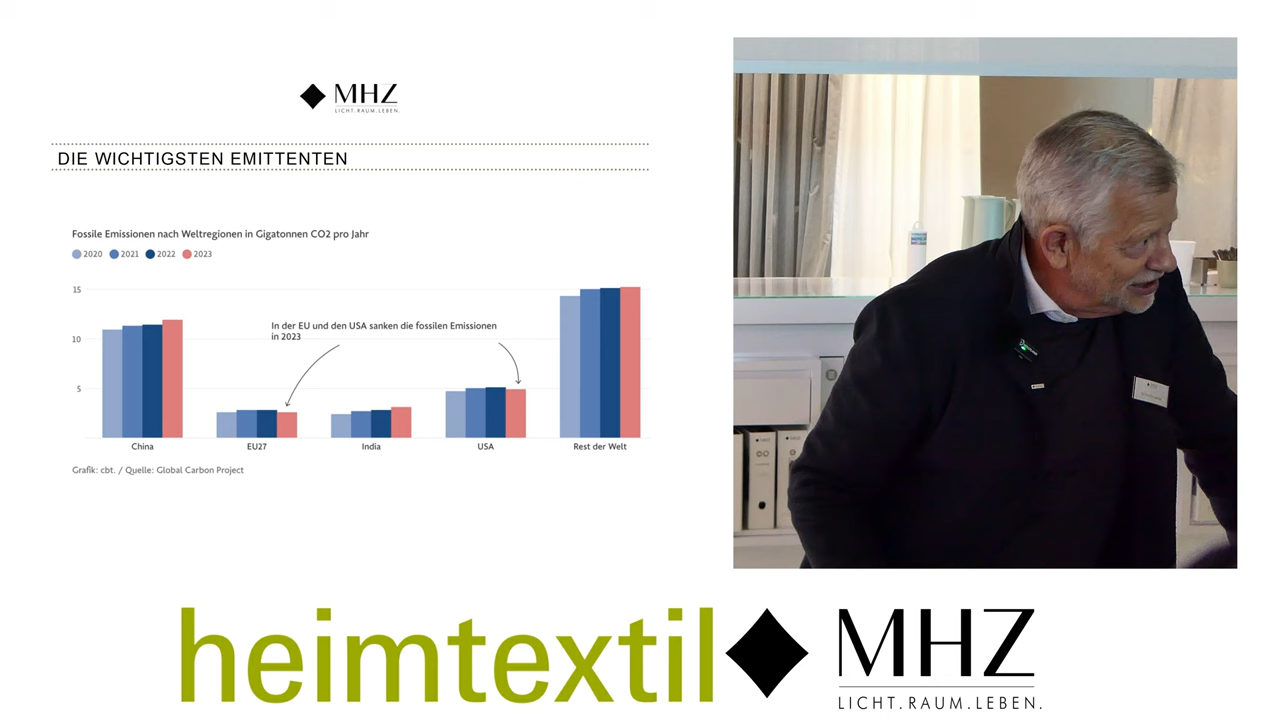 MHZ
LICHT.RAUM.LEBEN.
DIE WICHTIGSTEN EMITTENTEN
Fossile Emissionen nach Weltregionen in Gigatonnen CO2 pro Jahr
2020 2021 2022 2023
15
10
5
In der EU und den USA sanken die fossilen Emissionen
in 2023
China EU27 India USA Rest der Welt
Grafik: cbt. / Quelle: Global Carbon Project
heimtextil
MHZ
LICHT.RAUM.LEBEN.